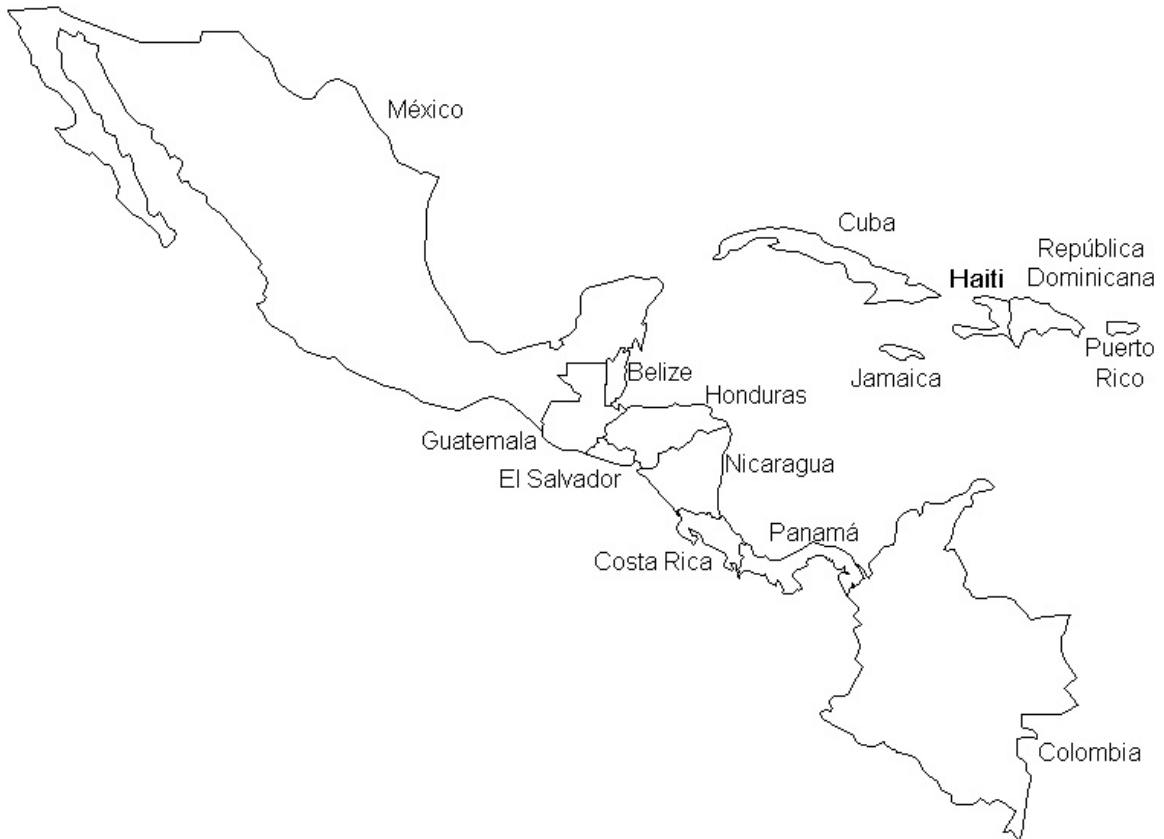 México
Cuba
República
Dominicana
Haiti
Puerto
Rico
Jamaica
Belize
Honduras
Guatemala
El Salvador
Nicaragua
Panamá
Costa Rica
Colombia